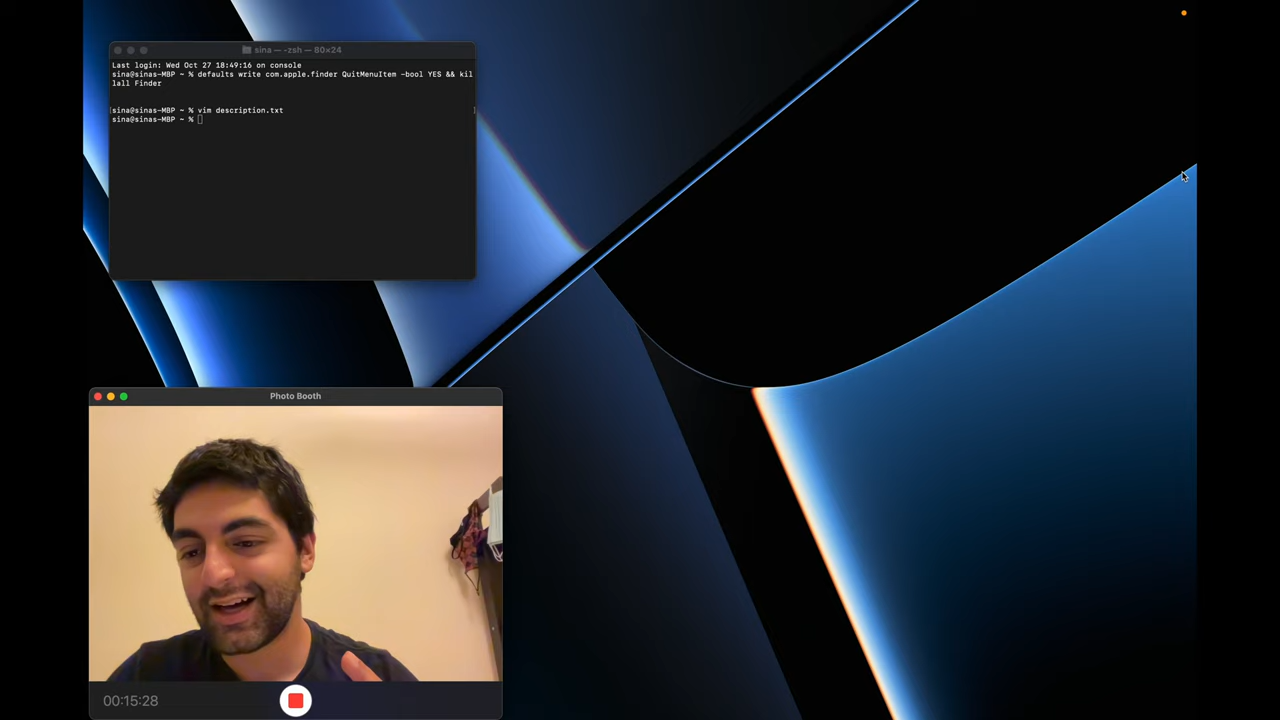 sina — -zsh — 80×24
Last login: Wed Oct 27 18:49:16 on console
sina@sinas-MBP ~ % defaults write com.apple.finder QuitMenuItem -bool YES && kil
lall Finder
[sina@sinas-MBP ~ % vim description.txt ]
sina@sinas-MBP ~ %
Photo Booth
00:15:28